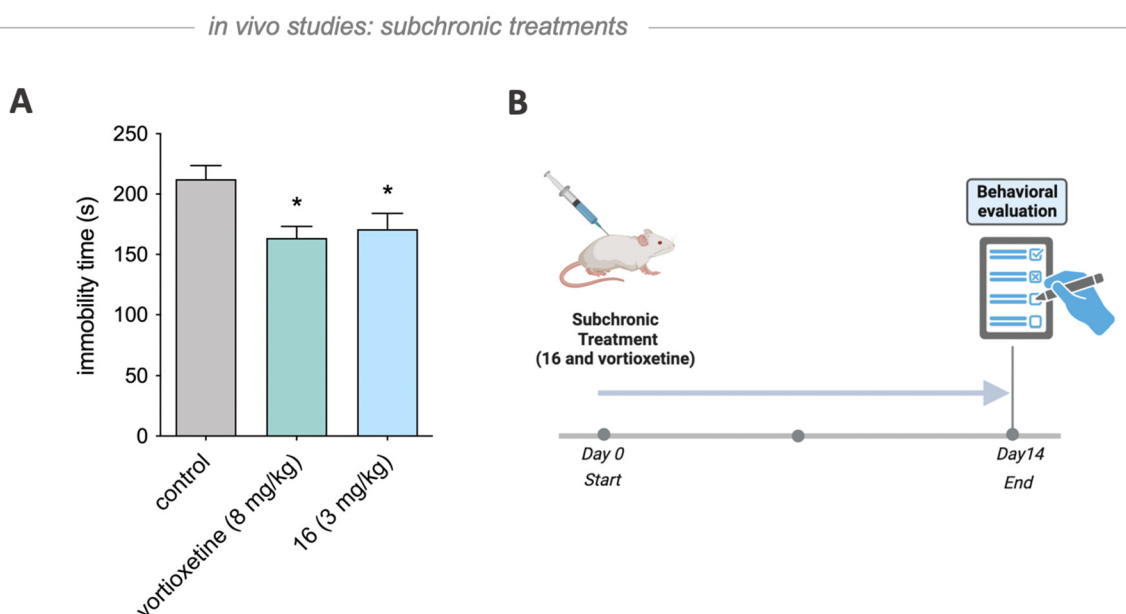 in vivo studies: subchronic treatments
A
immobility time (s)
250
200
150
100
50
0
*
*
control
vortioxetine (8 mg/kg)
16 (3 mg/kg)
B
Subchronic
Treatment
(16 and vortioxetine)
Behavioral
evaluation
Day 0
Start
Day14
End